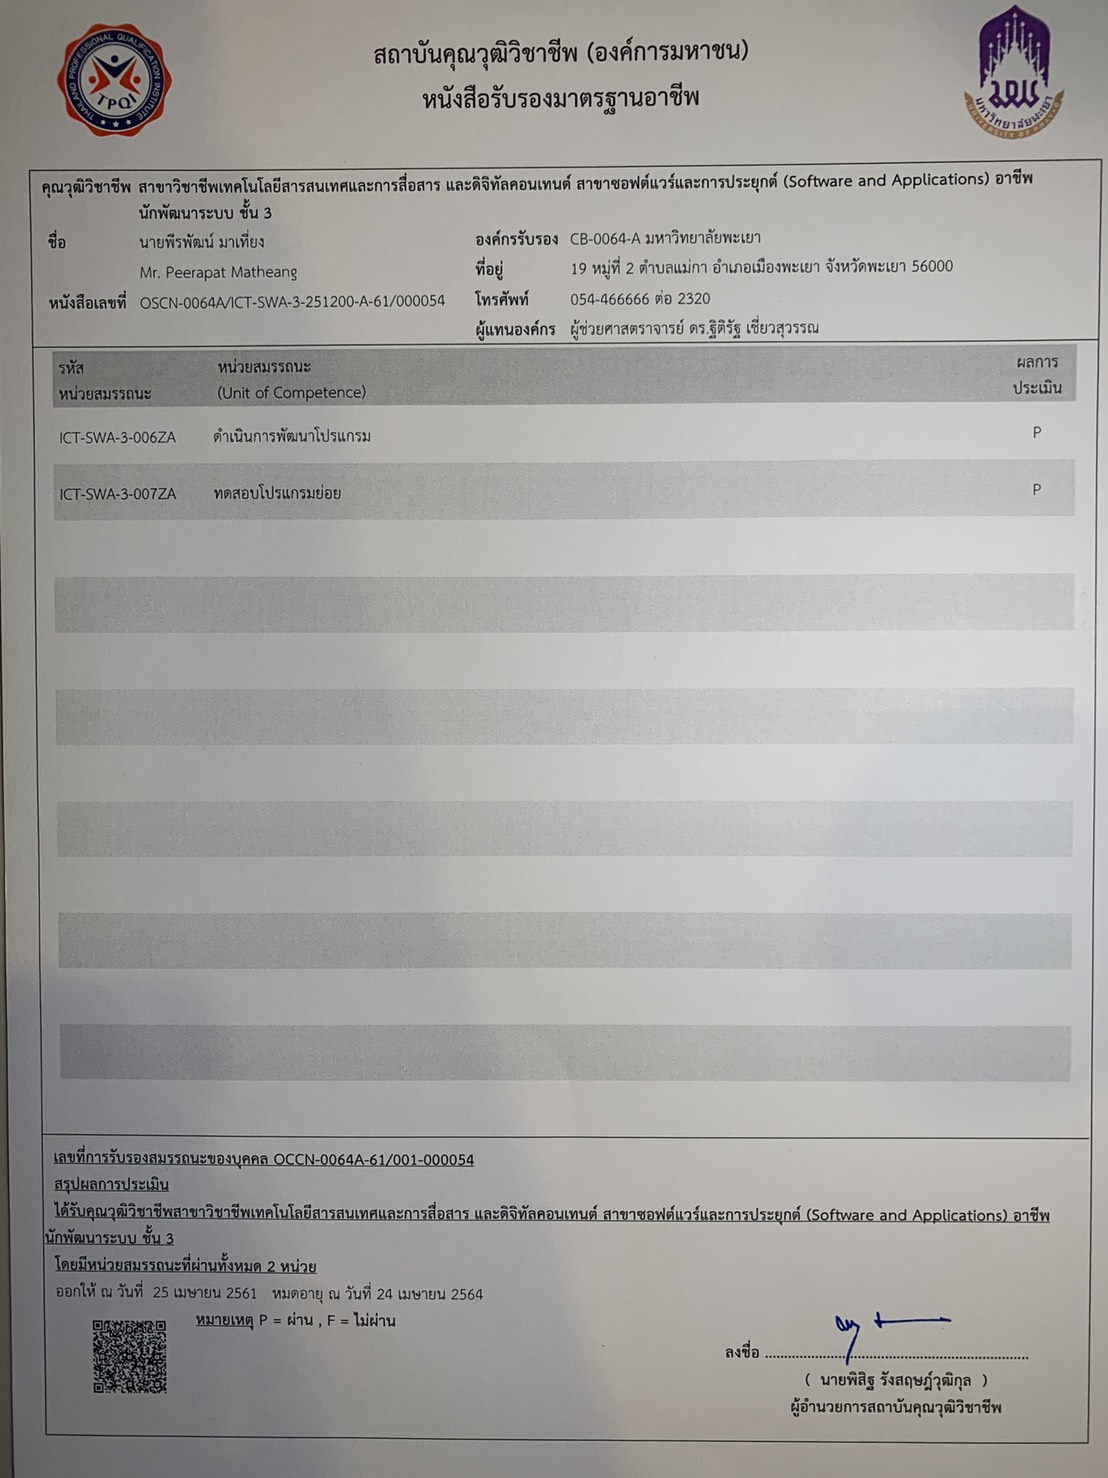 สถาบันคุณวุฒิวิชาชีพ (องค์การมหาชน)
หนังสือรับรองมาตรฐานอาชีพ
THAILAND PROFESSIONAL QUALIFICATION INSTITUTE
TPQI
มหาวิทยาลัยพะเยา
UNIVERSITY OF PHAYAO
คุณวุฒิวิชาชีพ สาขาวิชาชีพเทคโนโลยีสารสนเทศและการสื่อสาร และดิจิทัลคอนเทนต์ สาขาซอฟต์แวร์และการประยุกต์ (Software and Applications) อาชีพ
นักพัฒนาระบบ ชั้น 3
ชื่อ นายพีรพัฒน์ มาเที่ยง องค์กรรับรอง CB-0064-A มหาวิทยาลัยพะเยา
Mr. Peerapat Matheang ที่อยู่ 19 หมู่ที่ 2 ตำบลแม่กา อำเภอเมืองพะเยา จังหวัดพะเยา 56000
หนังสือเลขที่ OSCN-0064A/ICT-SWA-3-251200-A-61/000054 โทรศัพท์ 054-466666 ต่อ 2320
ผู้แทนองค์กร ผู้ช่วยศาสตราจารย์ ดร.ฐิติรัฐ เชี่ยวสุวรรณ
รหัส หน่วยสมรรถนะ ผลการ
หน่วยสมรรถนะ (Unit of Competence) ประเมิน
ICT-SWA-3-006ZA ดำเนินการพัฒนาโปรแกรม P
ICT-SWA-3-007ZA ทดสอบโปรแกรมย่อย P
เลขที่การรับรองสมรรถนะของบุคคล OCCN-0064A-61/001-000054
สรุปผลการประเมิน
ได้รับคุณวุฒิวิชาชีพสาขาวิชาชีพเทคโนโลยีสารสนเทศและการสื่อสาร และดิจิทัลคอนเทนต์ สาขาซอฟต์แวร์และการประยุกต์ (Software and Applications) อาชีพ
นักพัฒนาระบบ ชั้น 3
โดยมีหน่วยสมรรถนะที่ผ่านทั้งหมด 2 หน่วย
ออกให้ ณ วันที่ 25 เมษายน 2561 หมดอายุ ณ วันที่ 24 เมษายน 2564
หมายเหตุ P = ผ่าน , F = ไม่ผ่าน
ลงชื่อ
( นายพิสิฐ รังสฤษฎ์วุฒิกุล )
ผู้อำนวยการสถาบันคุณวุฒิวิชาชีพ